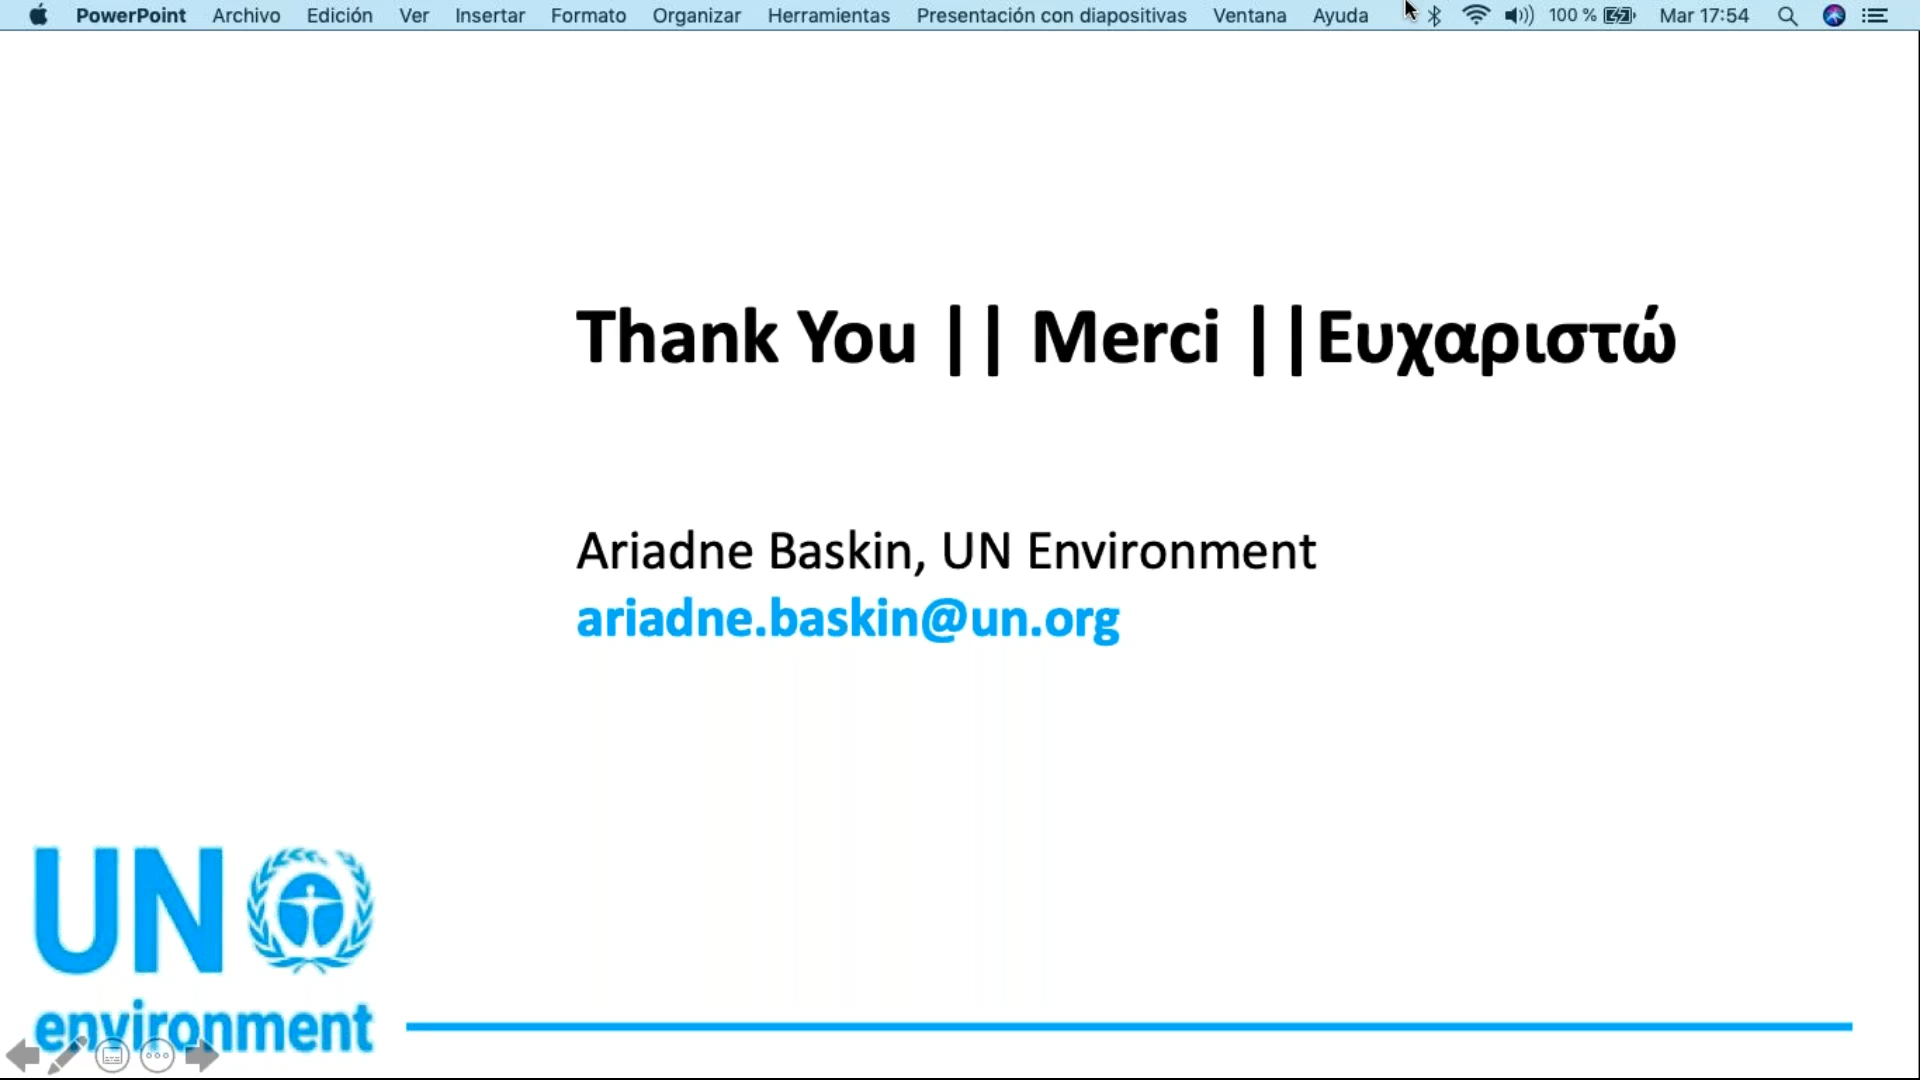 PowerPoint Archivo Edición Ver Insertar Formato Organizar Herramientas Presentación con diapositivas Ventana Ayuda 100 % Mar 17:54
Thank You || Merci ||Ευχαριστώ
Ariadne Baskin, UN Environment
ariadne.baskin@un.org
UN
environment